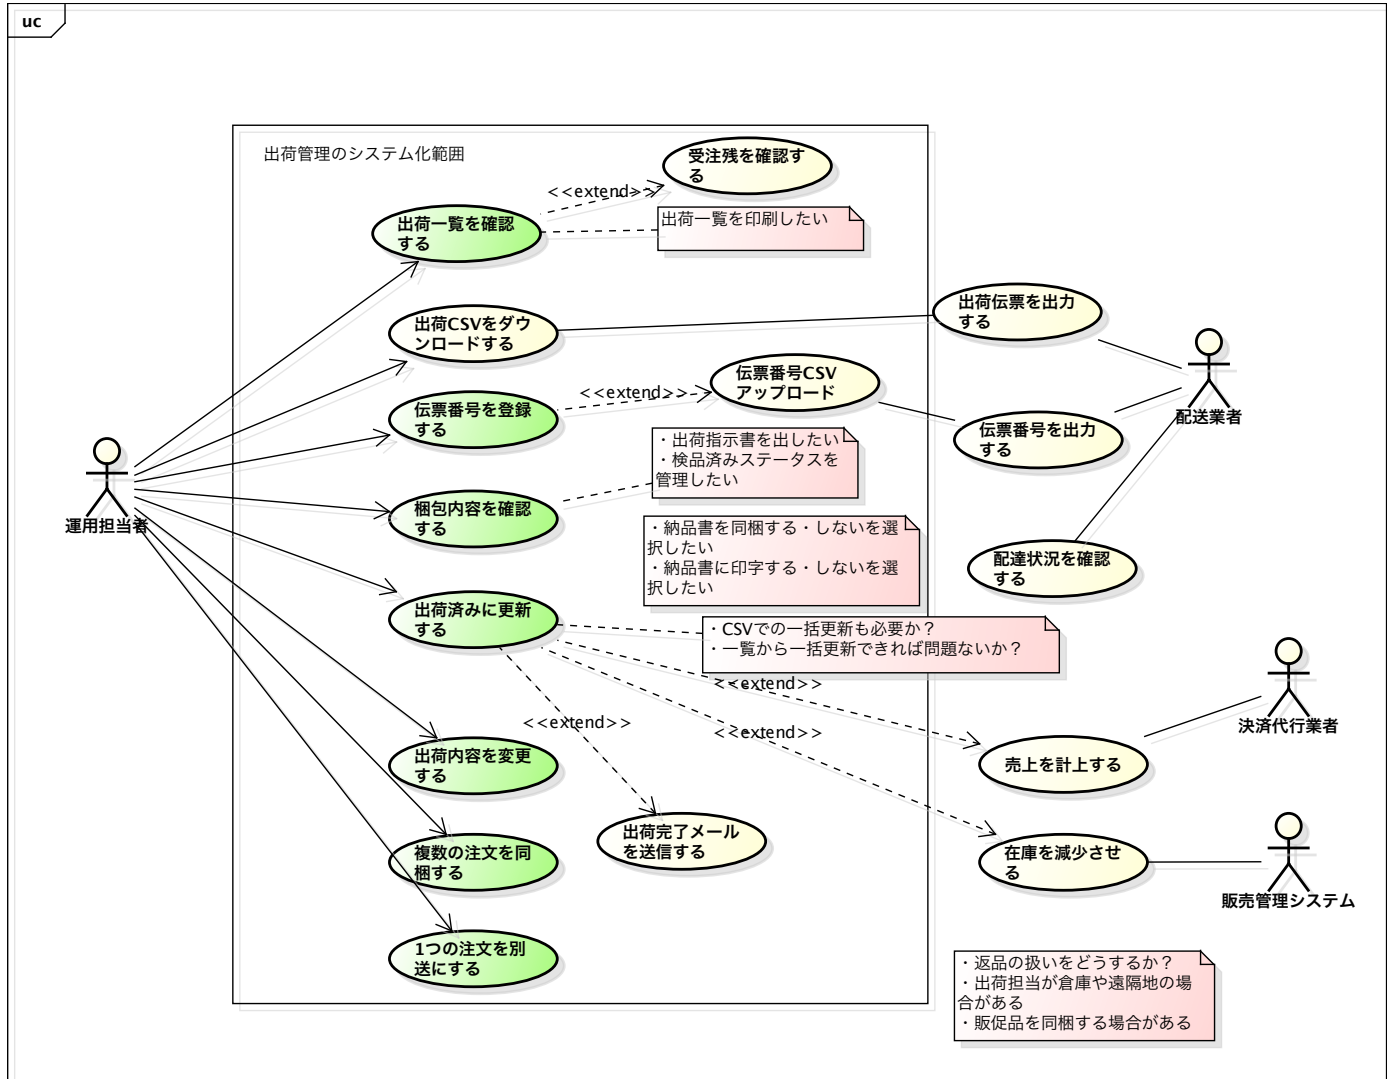 uc
出荷管理のシステム化範囲
受注残を確認す
る
<<extend>>
出荷一覧を確認
する
出荷一覧を印刷したい
出荷CSVをダウ
ンロードする
出荷伝票を出力
する
伝票番号CSV
アップロード
<<extend>>
伝票番号を登録
する
伝票番号を出力
する
配送業者
・出荷指示書を出したい
・検品済みステータスを
管理したい
運用担当者
梱包内容を確認
する
・納品書を同梱する・しないを選
択したい
・納品書に印字する・しないを選
択したい
配達状況を確認
する
出荷済みに更新
する
・CSVでの一括更新も必要か？
・一覧から一括更新できれば問題ないか？
<<extend>>
<<extend>>
<<extend>>
決済代行業者
出荷内容を変更
する
売上を計上する
複数の注文を同
梱する
出荷完了メール
を送信する
在庫を減少させ
る
販売管理システム
1つの注文を別
送にする
・返品の扱いをどうするか？
・出荷担当が倉庫や遠隔地の場
合がある
・販促品を同梱する場合がある